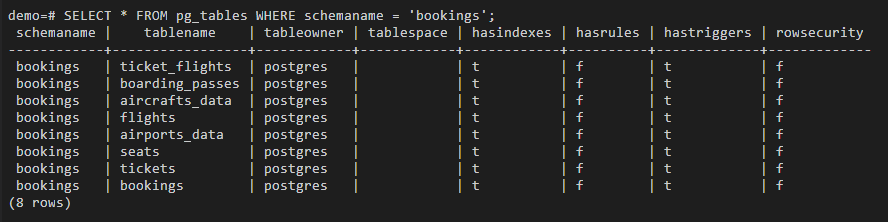 demo=# SELECT * FROM pg_tables WHERE schemaname = 'bookings';
 schemaname |    tablename    | tableowner | tablespace | hasindexes | hasrules | hastriggers | rowsecurity
------------+-----------------+------------+------------+------------+----------+-------------+-------------
 bookings   | ticket_flights  | postgres   |            | t          | f        | t           | f
 bookings   | boarding_passes | postgres   |            | t          | f        | t           | f
 bookings   | aircrafts_data  | postgres   |            | t          | f        | t           | f
 bookings   | flights         | postgres   |            | t          | f        | t           | f
 bookings   | airports_data   | postgres   |            | t          | f        | t           | f
 bookings   | seats           | postgres   |            | t          | f        | t           | f
 bookings   | tickets         | postgres   |            | t          | f        | t           | f
 bookings   | bookings        | postgres   |            | t          | f        | t           | f
(8 rows)